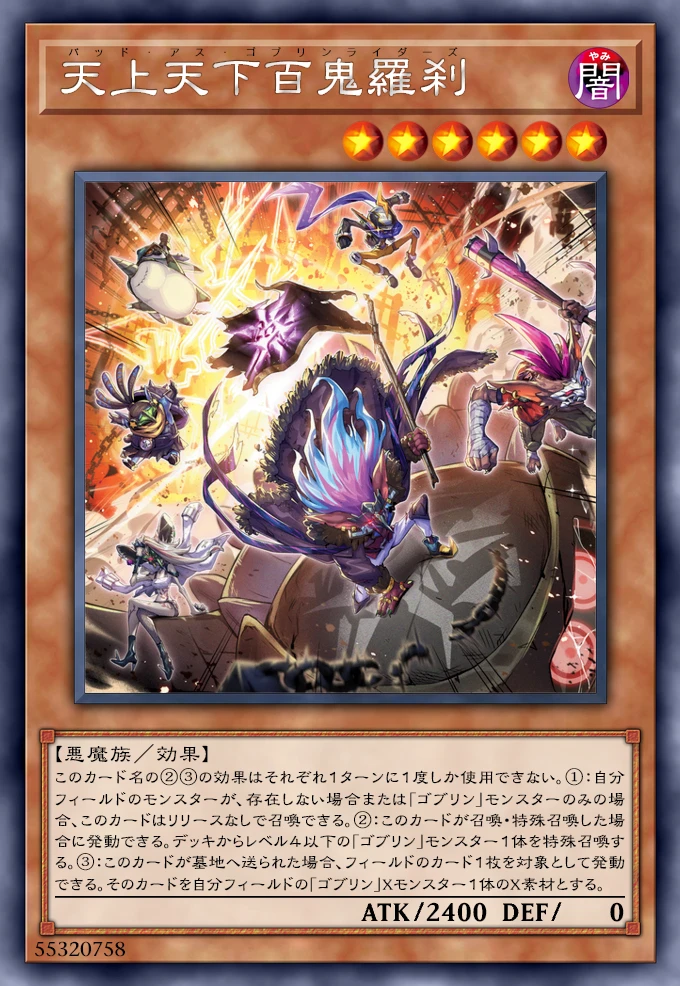 バッド・アス・ゴブリンライダーズ
天上天下百鬼羅刹
やみ
闇
【悪魔族／効果】
このカード名の②③の効果はそれぞれ１ターンに１度しか使用できない。①：自分
フィールドのモンスターが、存在しない場合または「ゴブリン」モンスターのみの場
合、このカードはリリースなしで召喚できる。②：このカードが召喚・特殊召喚した場
合に発動できる。デッキからレベル４以下の「ゴブリン」モンスター１体を特殊召喚す
る。③：このカードが墓地へ送られた場合、フィールドのカード１枚を対象として発動
できる。そのカードを自分フィールドの「ゴブリン」Xモンスター１体のX素材とする。
ATK/2400 DEF/ 0
55320758